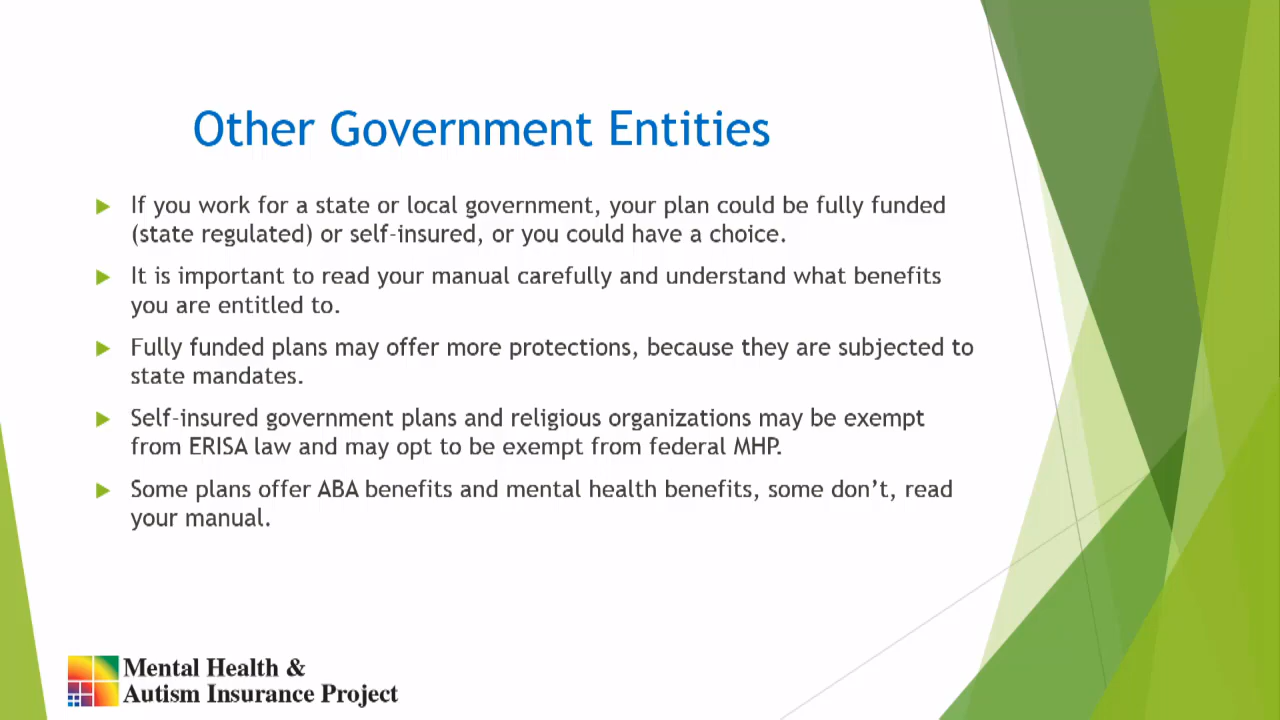 Other Government Entities
If you work for a state or local government, your plan could be fully funded
(state regulated) or self-insured, or you could have a choice.
It is important to read your manual carefully and understand what benefits
you are entitled to.
Fully funded plans may offer more protections, because they are subjected to
state mandates.
Self-insured government plans and religious organizations may be exempt
from ERISA law and may opt to be exempt from federal MHP.
Some plans offer ABA benefits and mental health benefits, some don’t, read
your manual.
Mental Health &
Autism Insurance Project